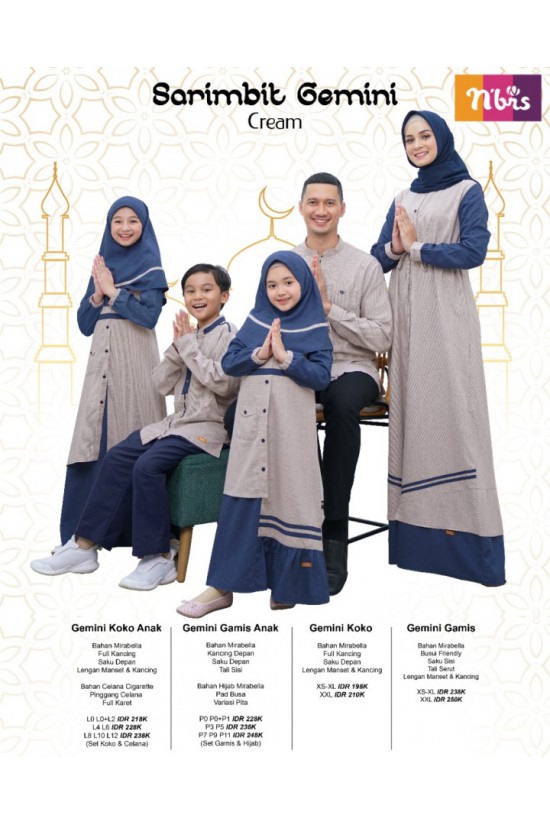 Sarimbit Gemini
Cream
N'brs
Gemini Koko Anak
Bahan Mirabella
Full Kancing
Saku Depan
Lengan Manset & Kancing
Bahan Celana Cigarette
Pinggang Celana
Full Karet
L0 L0+L2 IDR 218K
L4 L6 IDR 228K
L8 L10 L12 IDR 238K
(Set Koko & Celana)
Gemini Gamis Anak
Bahan Mirabella
Kancing Depan
Saku Depan
Tali Sisi
Bahan Hijab Mirabella
Pad Busa
Variasi Pita
P0 P0+P1 IDR 228K
P3 P5 IDR 238K
P7 P9 P11 IDR 248K
(Set Gamis & Hijab)
Gemini Koko
Bahan Mirabella
Full Kancing
Saku Depan
Lengan Manset & Kancing
XS-XL IDR 198K
XXL IDR 210K
Gemini Gamis
Bahan Mirabella
Busui Friendly
Saku Sisi
Tali Serut
Lengan Manset & Kancing
XS-XL IDR 238K
XXL IDR 250K